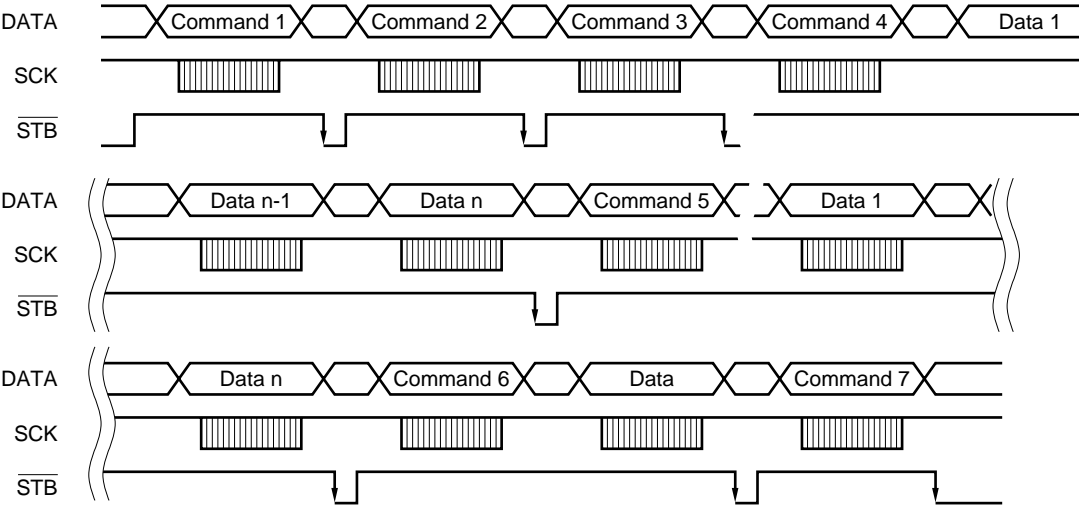 DATA Command 1 Command 2 Command 3 Command 4 Data 1
SCK
STB
DATA Data n-1 Data n Command 5 Data 1
SCK
STB
DATA Data n Command 6 Data Command 7
SCK
STB